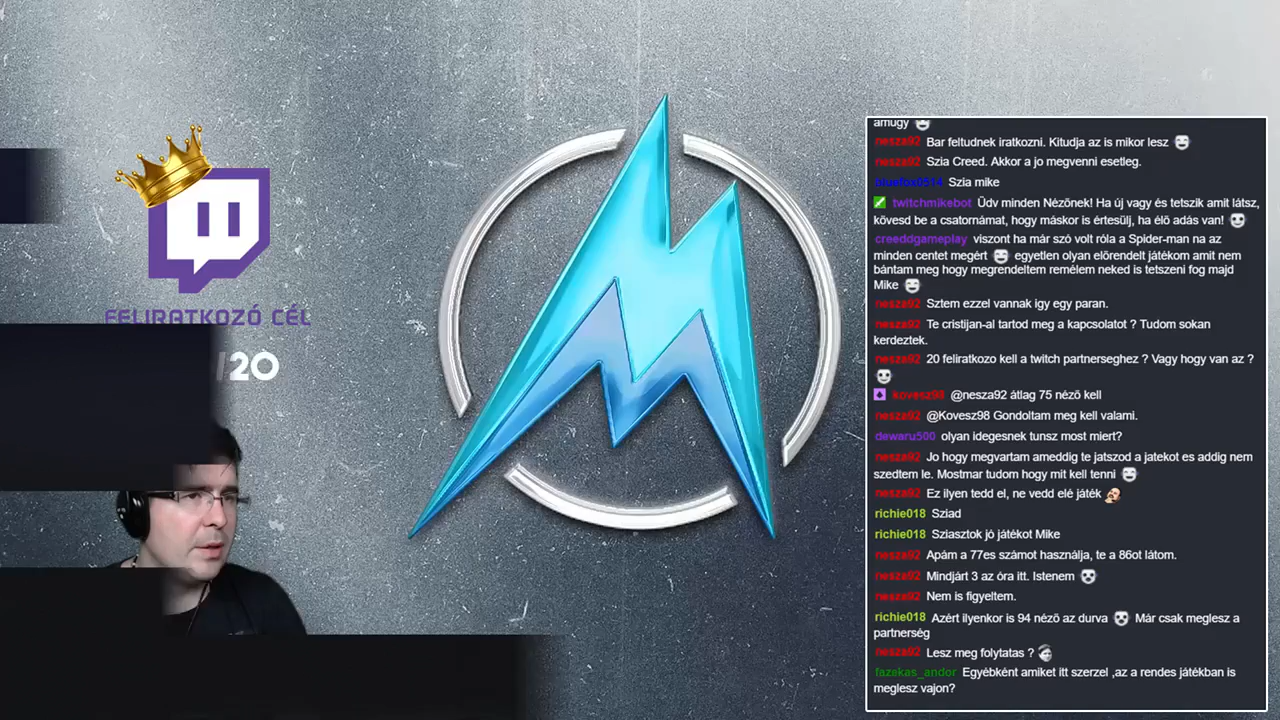 FELIRATKOZÓ CÉL
/20
amúgy
nesza92 Bar feltudnek iratkozni. Kitudja az is mikor lesz
nesza92 Szia Creed. Akkor a jo megvenni esetleg.
bluefox0514 Szia mike
twitchmikebot Üdv minden Nézőnek! Ha új vagy és tetszik amit látsz,
kövesd be a csatornámat, hogy máskor is értesülj, ha élő adás van!
creeddgameplay viszont ha már szó volt róla a Spider-man na az
minden centet megért egyetlen olyan előrendelt játékom amit nem
bántam meg hogy megrendeltem remélem neked is tetszeni fog majd
Mike
nesza92 Sztem ezzel vannak igy egy paran.
nesza92 Te cristijan-al tartod meg a kapcsolatot ? Tudom sokan
kerdeztek.
nesza92 20 feliratkozo kell a twitch partnerseghez ? Vagy hogy van az ?
kovesz98 @nesza92 átlag 75 néző kell
nesza92 @Kovesz98 Gondoltam meg kell valami.
dewaru500 olyan idegesnek tunsz most miert?
nesza92 Jo hogy megvartam ameddig te jatszod a jatekot es addig nem
szedtem le. Mostmar tudom hogy mit kell tenni
nesza92 Ez ilyen tedd el, ne vedd elé játék
richie018 Sziad
richie018 Sziasztok jó játékot Mike
nesza92 Apám a 77es számot használja, te a 86ot látom.
nesza92 Mindjárt 3 az óra itt. Istenem
nesza92 Nem is figyeltem.
richie018 Azért ilyenkor is 94 néző az durva Már csak meglesz a
partnerség
nesza92 Lesz meg folytatas ?
fazekas_andor Egyébként amiket itt szerzel ,az a rendes játékban is
meglesz vajon?